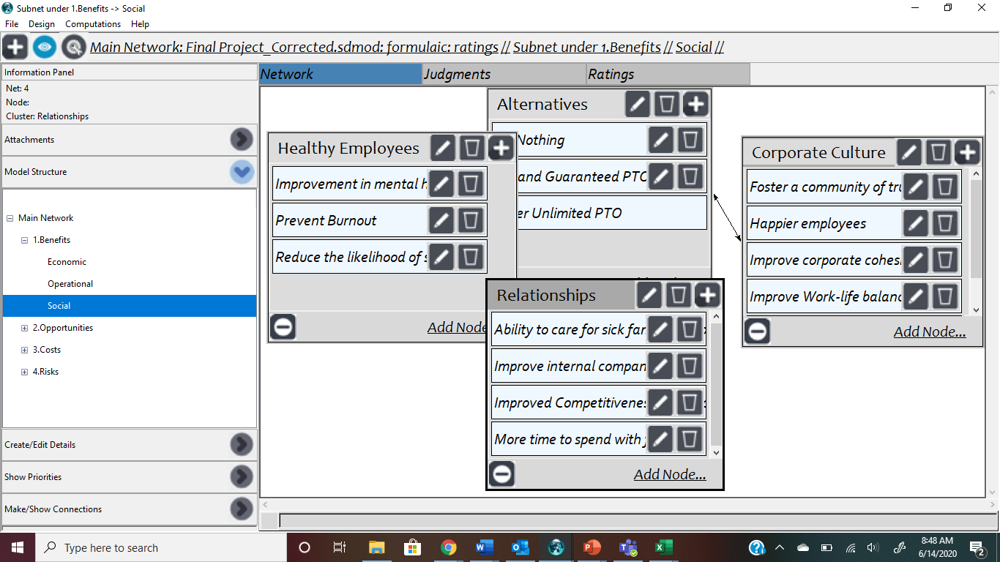 Subnet under 1.Benefits -> Social
File Design Computations Help
Main Network: Final Project_Corrected.sdmod: formulaic: ratings // Subnet under 1.Benefits // Social //
Information Panel
Net: 4
Node:
Cluster: Relationships
Attachments
Model Structure
Main Network
1.Benefits
Economic
Operational
Social
2.Opportunities
3.Costs
4.Risks
Create/Edit Details
Show Priorities
Make/Show Connections
Network Judgments Ratings
Alternatives
Nothing
and Guaranteed PTO
er Unlimited PTO
Healthy Employees
Improvement in mental h
Prevent Burnout
Reduce the likelihood of s
Add Node
Relationships
Ability to care for sick fam
Improve internal compan
Improved Competitivenes
More time to spend with f
Add Node...
Corporate Culture
Foster a community of tru
Happier employees
Improve corporate cohesi
Improve Work-life balanc
Add Node...
Type here to search
8:48 AM
6/14/2020
2